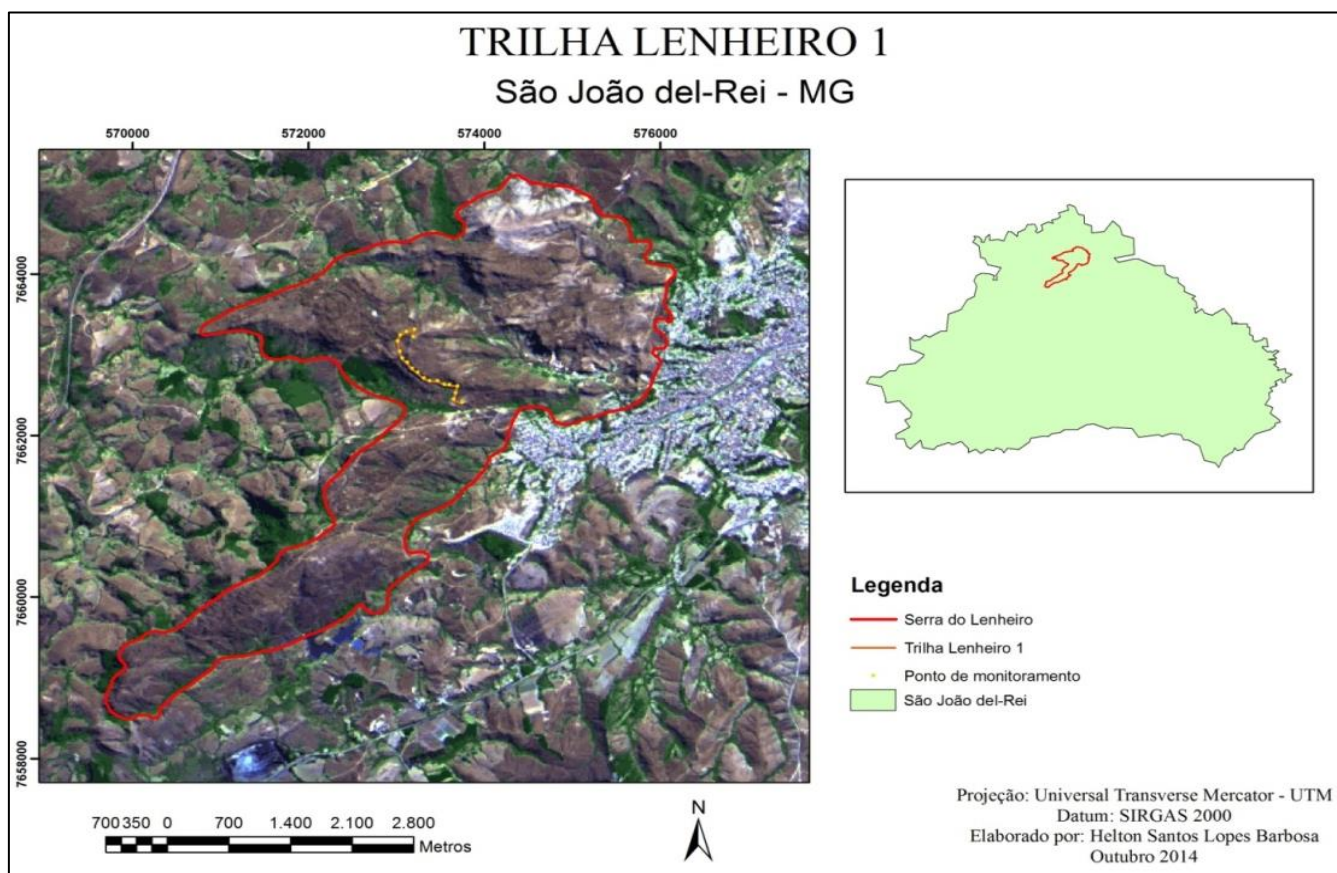 TRILHA LENHEIRO 1
São João del-Rei - MG
570000 572000 574000 576000
7664000
7662000
7660000
7658000
Legenda
Serra do Lenheiro
Trilha Lenheiro 1
Ponto de monitoramento
São João del-Rei
700 350 0 700 1.400 2.100 2.800
Metros
N
Projeção: Universal Transverse Mercator - UTM
Datum: SIRGAS 2000
Elaborado por: Helton Santos Lopes Barbosa
Outubro 2014